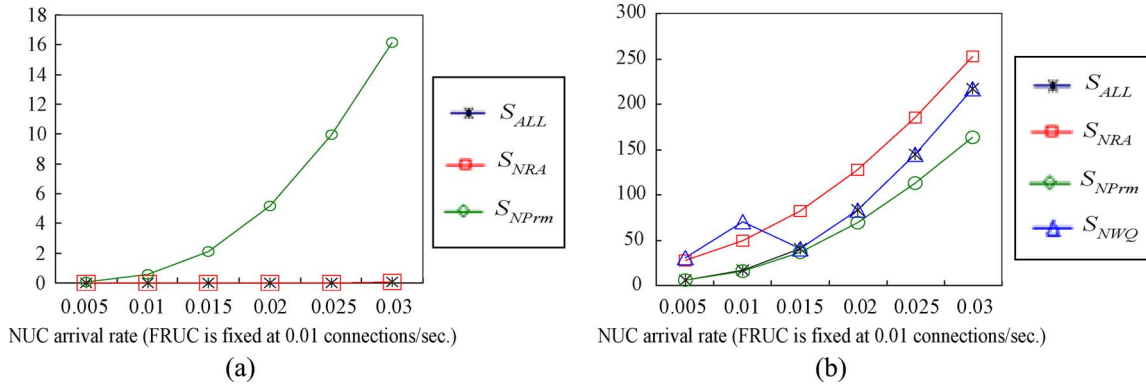 18
16
14
12
10
8
6
4
2
0
0.005 0.01 0.015 0.02 0.025 0.03
NUC arrival rate (FRUC is fixed at 0.01 connections/sec.)
(a)
S_ALL
S_NRA
S_NPrm
300
250
200
150
100
50
0
0.005 0.01 0.015 0.02 0.025 0.03
NUC arrival rate (FRUC is fixed at 0.01 connections/sec.)
(b)
S_ALL
S_NRA
S_NPrm
S_NWQ